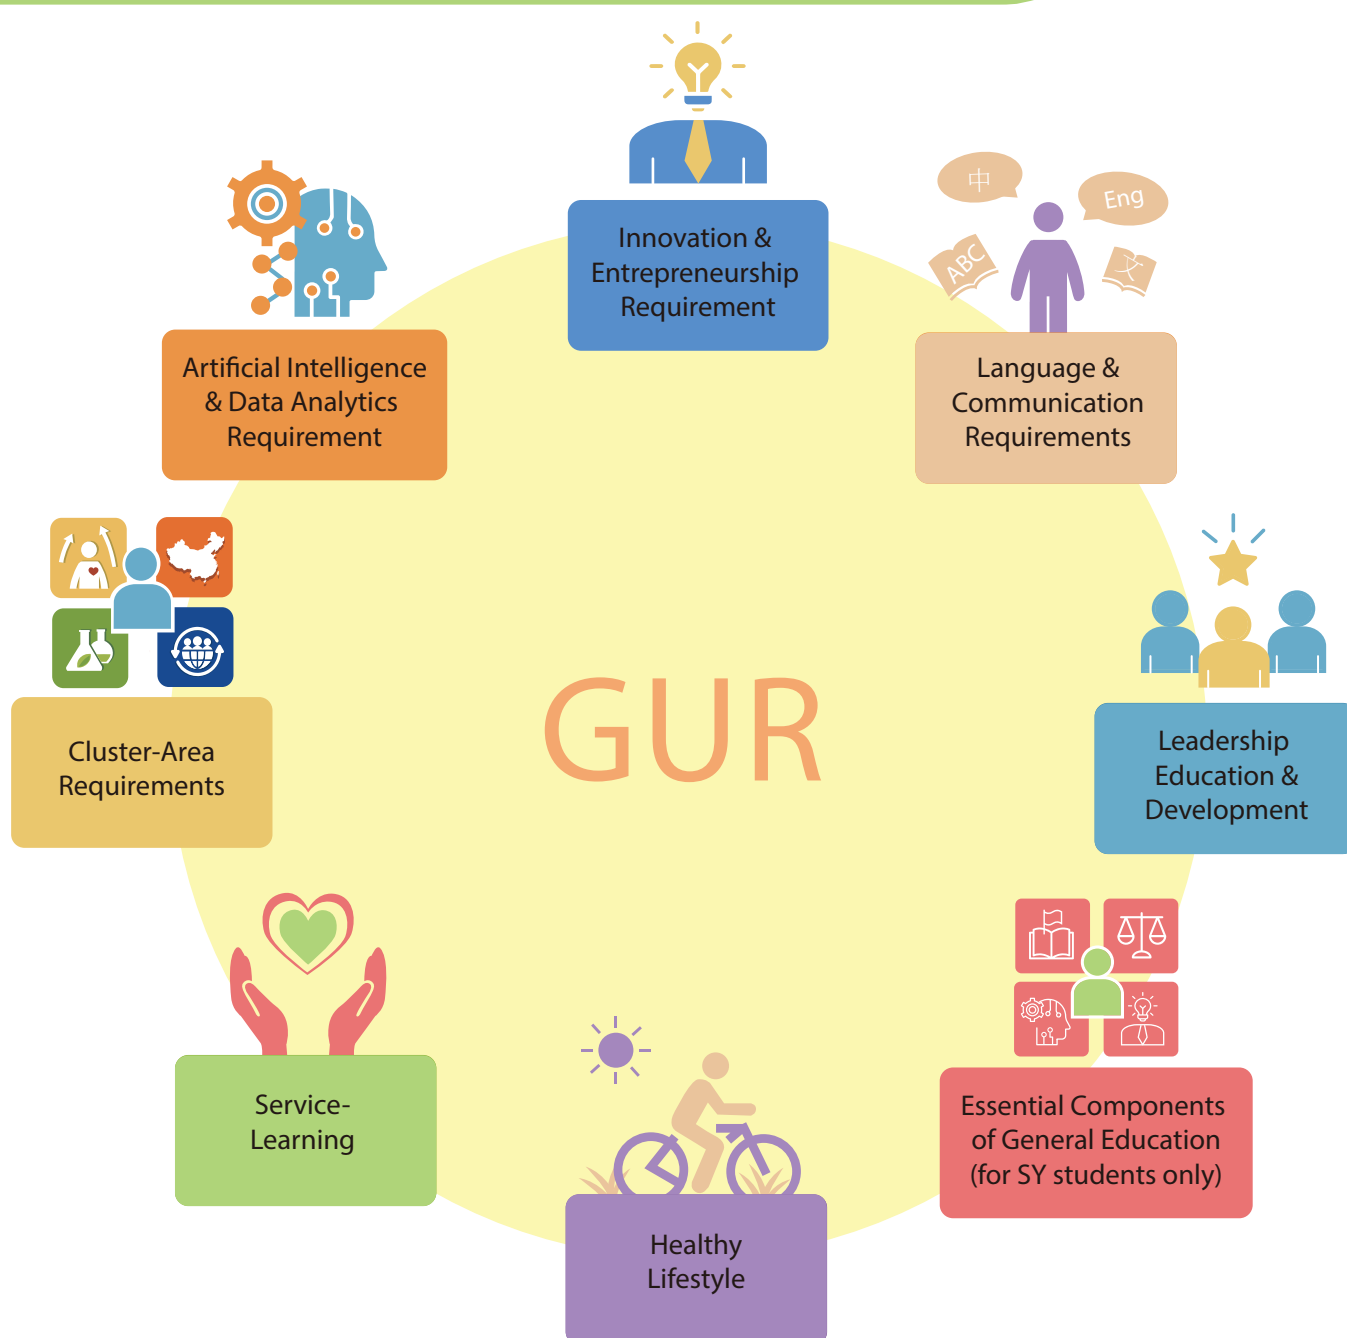 中
Eng
ABC
文
Innovation &
Entrepreneurship
Requirement
Artificial Intelligence
& Data Analytics
Requirement
Language &
Communication
Requirements
Cluster-Area
Requirements
GUR
Leadership
Education &
Development
Service-
Learning
Essential Components
of General Education
(for SY students only)
Healthy
Lifestyle